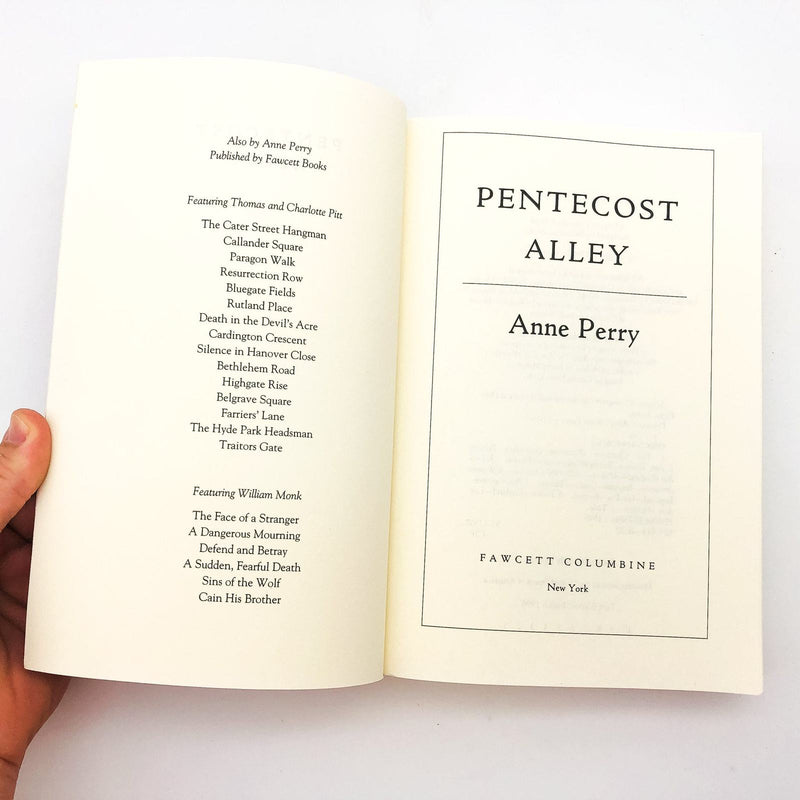 Also by Anne Perry
Published by Fawcett Books
Featuring Thomas and Charlotte Pitt
The Cater Street Hangman
Callander Square
Paragon Walk
Resurrection Row
Bluegate Fields
Rutland Place
Death in the Devil's Acre
Cardington Crescent
Silence in Hanover Close
Bethlehem Road
Highgate Rise
Belgrave Square
Farriers' Lane
The Hyde Park Headsman
Traitors Gate
Featuring William Monk
The Face of a Stranger
A Dangerous Mourning
Defend and Betray
A Sudden, Fearful Death
Sins of the Wolf
Cain His Brother
PENTECOST
ALLEY
Anne Perry
FAWCETT COLUMBINE
New York